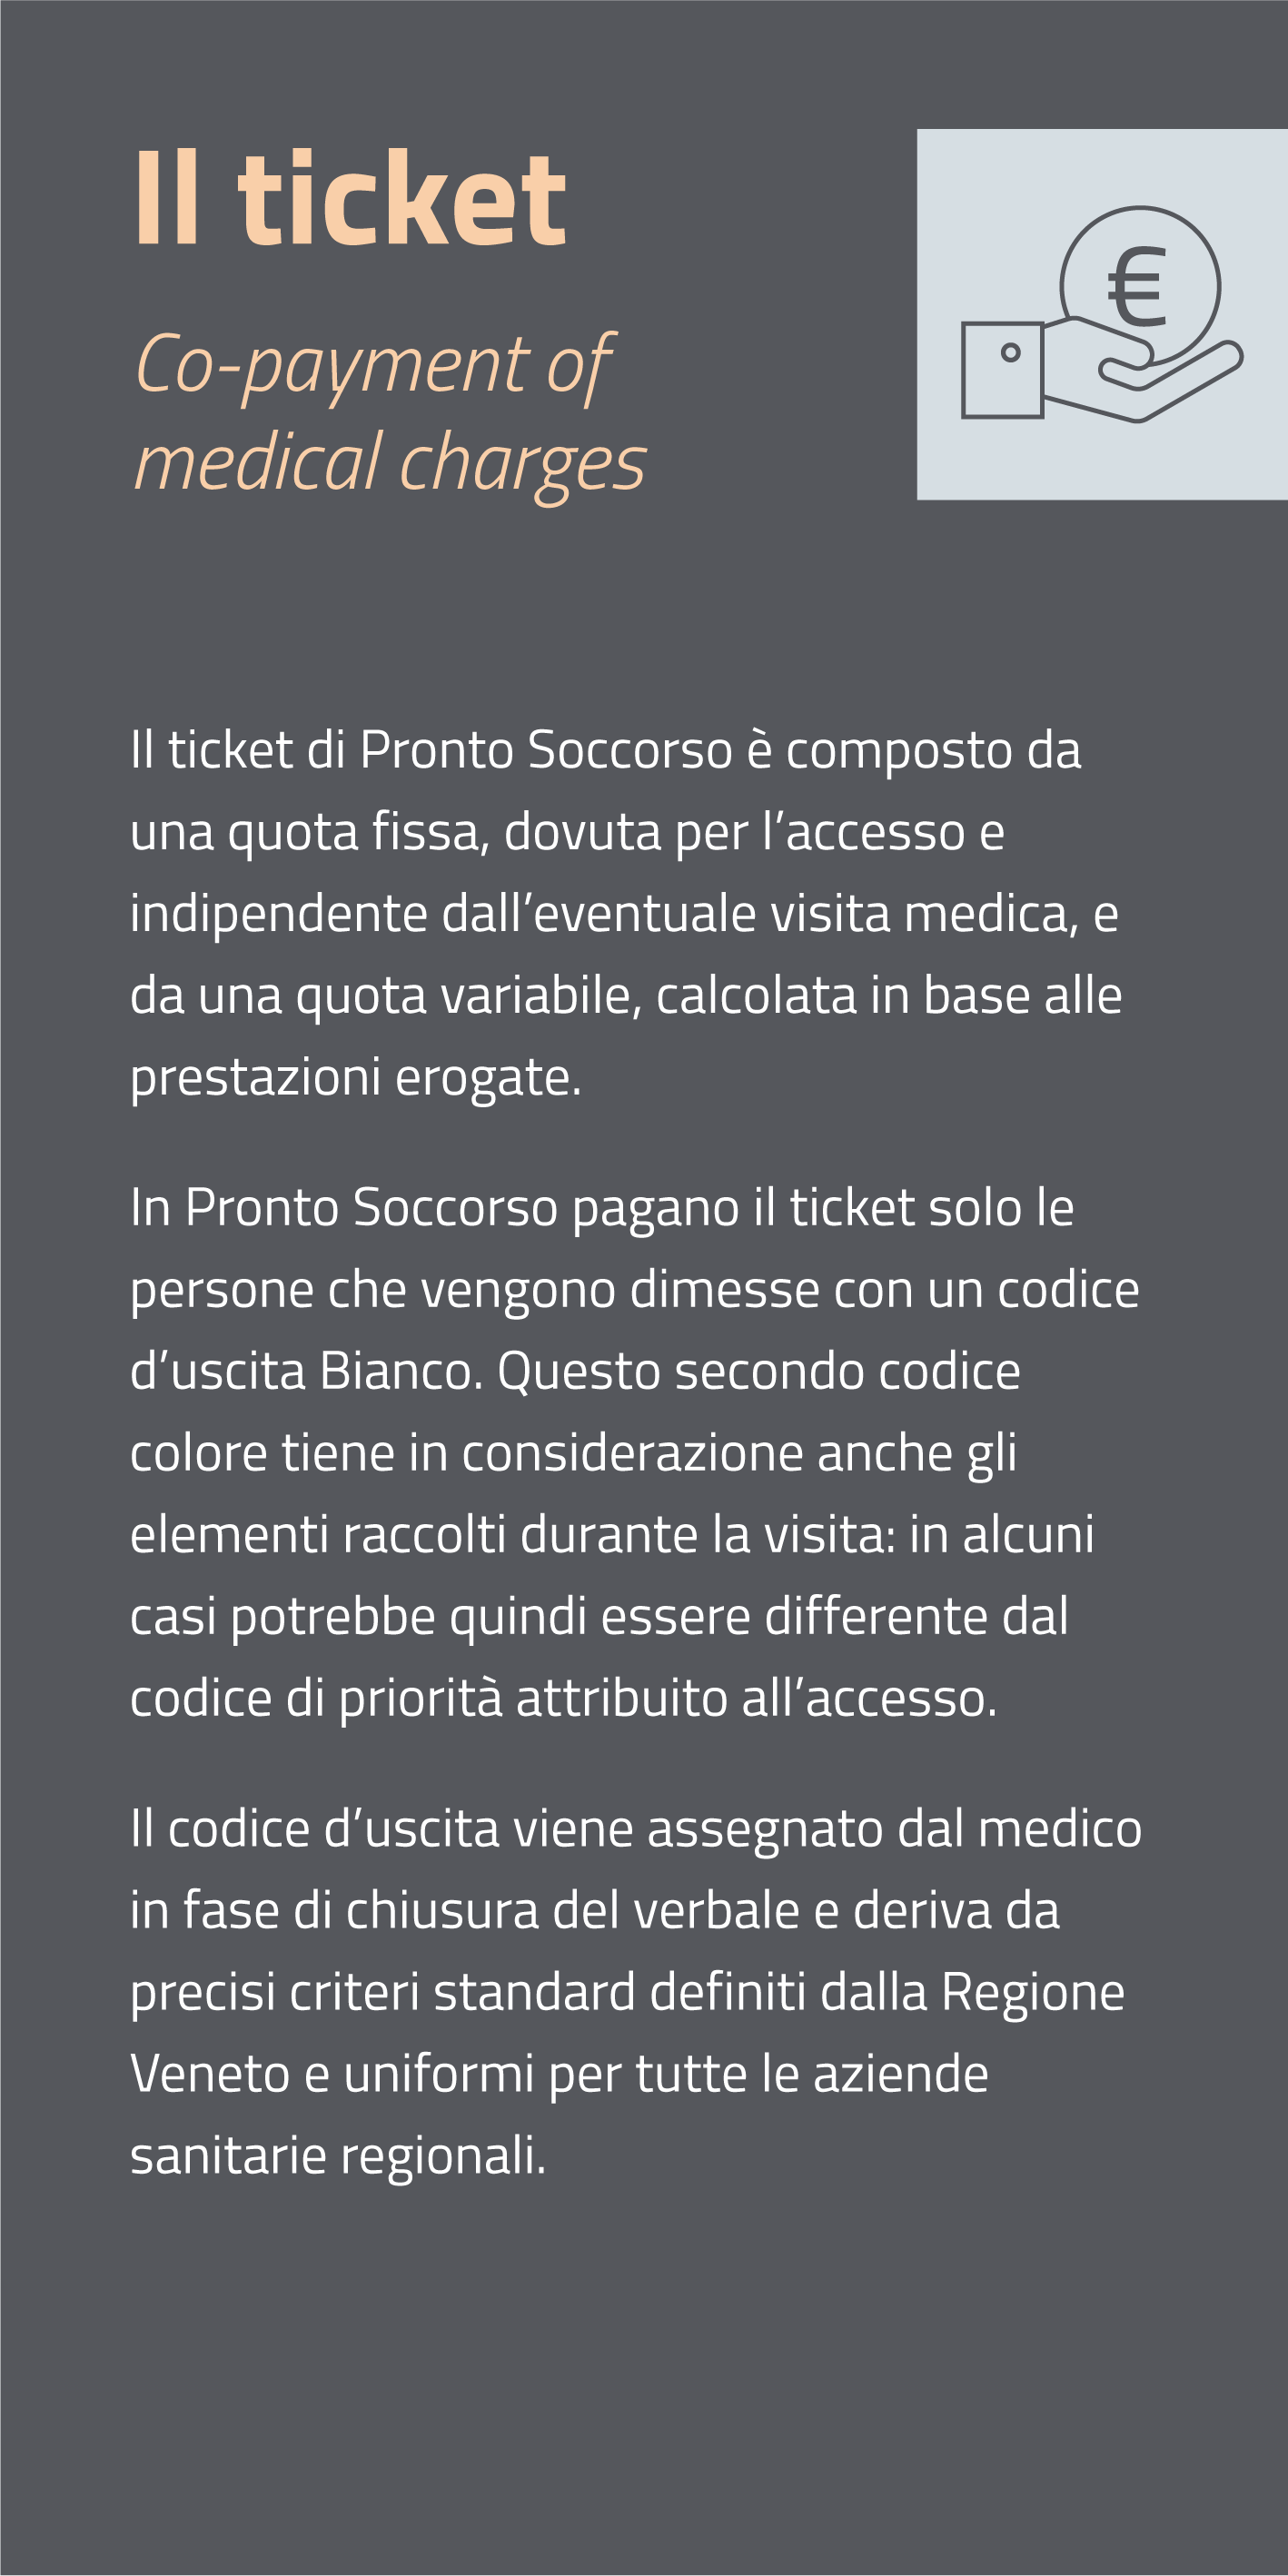 Il ticket
Co-payment of
medical charges
€
Il ticket di Pronto Soccorso è composto da
una quota fissa, dovuta per l’accesso e
indipendente dall’eventuale visita medica, e
da una quota variabile, calcolata in base alle
prestazioni erogate.
In Pronto Soccorso pagano il ticket solo le
persone che vengono dimesse con un codice
d’uscita Bianco. Questo secondo codice
colore tiene in considerazione anche gli
elementi raccolti durante la visita: in alcuni
casi potrebbe quindi essere differente dal
codice di priorità attribuito all’accesso.
Il codice d’uscita viene assegnato dal medico
in fase di chiusura del verbale e deriva da
precisi criteri standard definiti dalla Regione
Veneto e uniformi per tutte le aziende
sanitarie regionali.